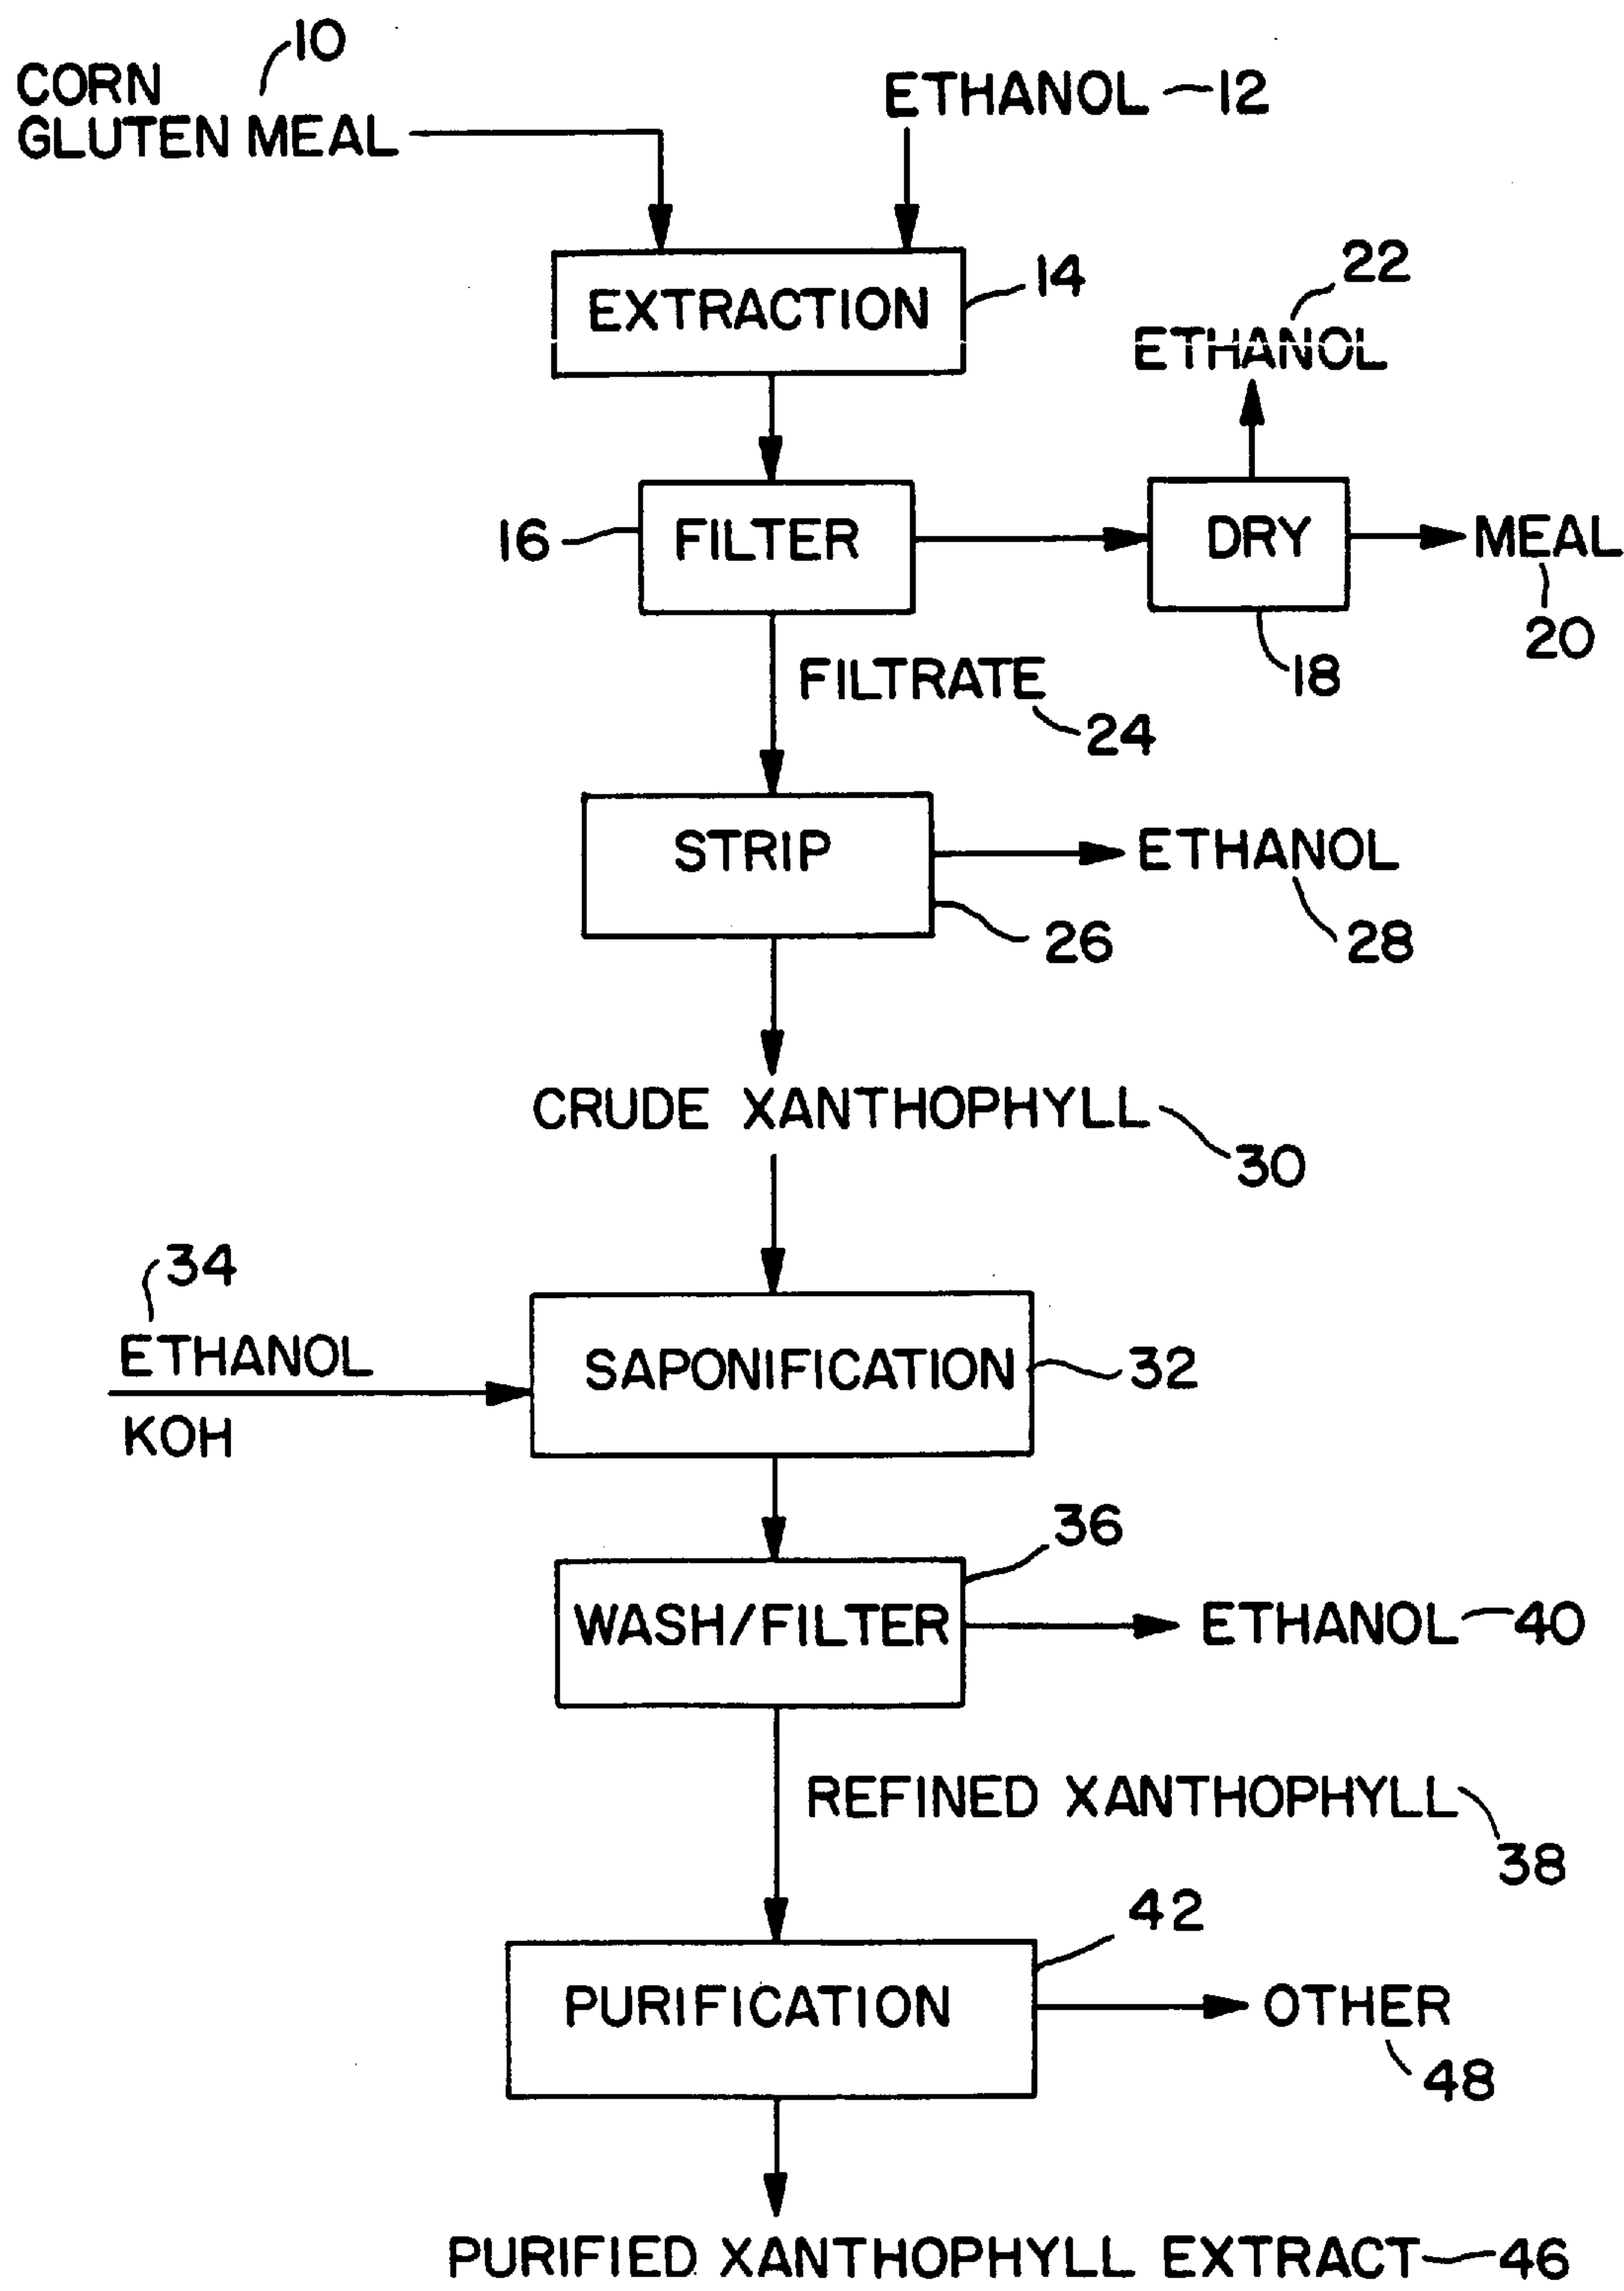 10
CORN
GLUTEN MEAL
ETHANOL 12
EXTRACTION
14
22
ETHANOL
16
FILTER
DRY
MEAL
20
18
FILTRATE
24
STRIP
ETHANOL
26
28
CRUDE XANTHOPHYLL
30
34
ETHANOL
KOH
SAPONIFICATION
32
36
WASH/FILTER
ETHANOL 40
REFINED XANTHOPHYLL
38
42
PURIFICATION
OTHER
48
PURIFIED XANTHOPHYLL EXTRACT 46